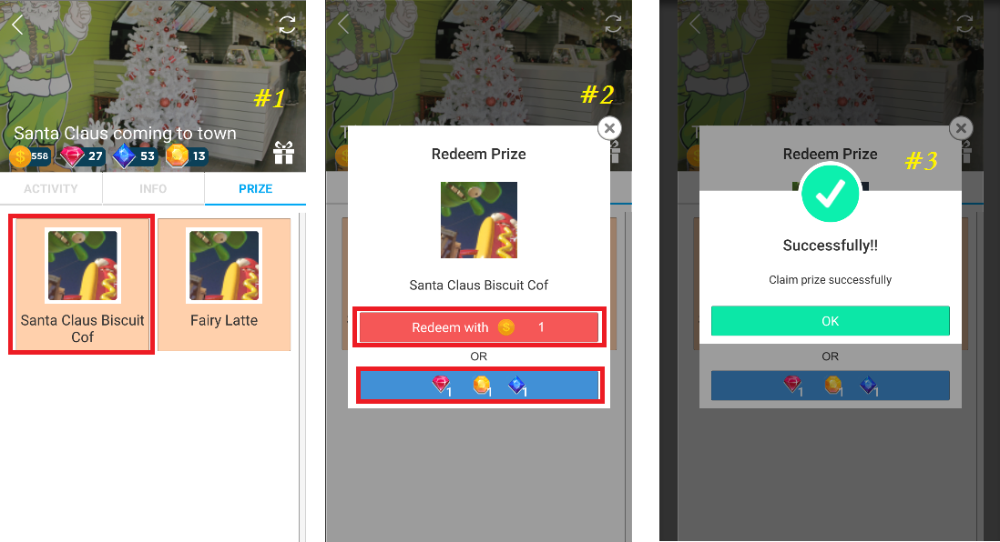 #1
Santa Claus coming to town
558
27
53
13
ACTIVITY
INFO
PRIZE
Santa Claus Biscuit
Cof
Fairy Latte
#2
Redeem Prize
Santa Claus Biscuit Cof
Redeem with $ 1
OR
1
1
1
#3
Redeem Prize
Successfully!!
Claim prize successfully
OK
OR
1
1
1